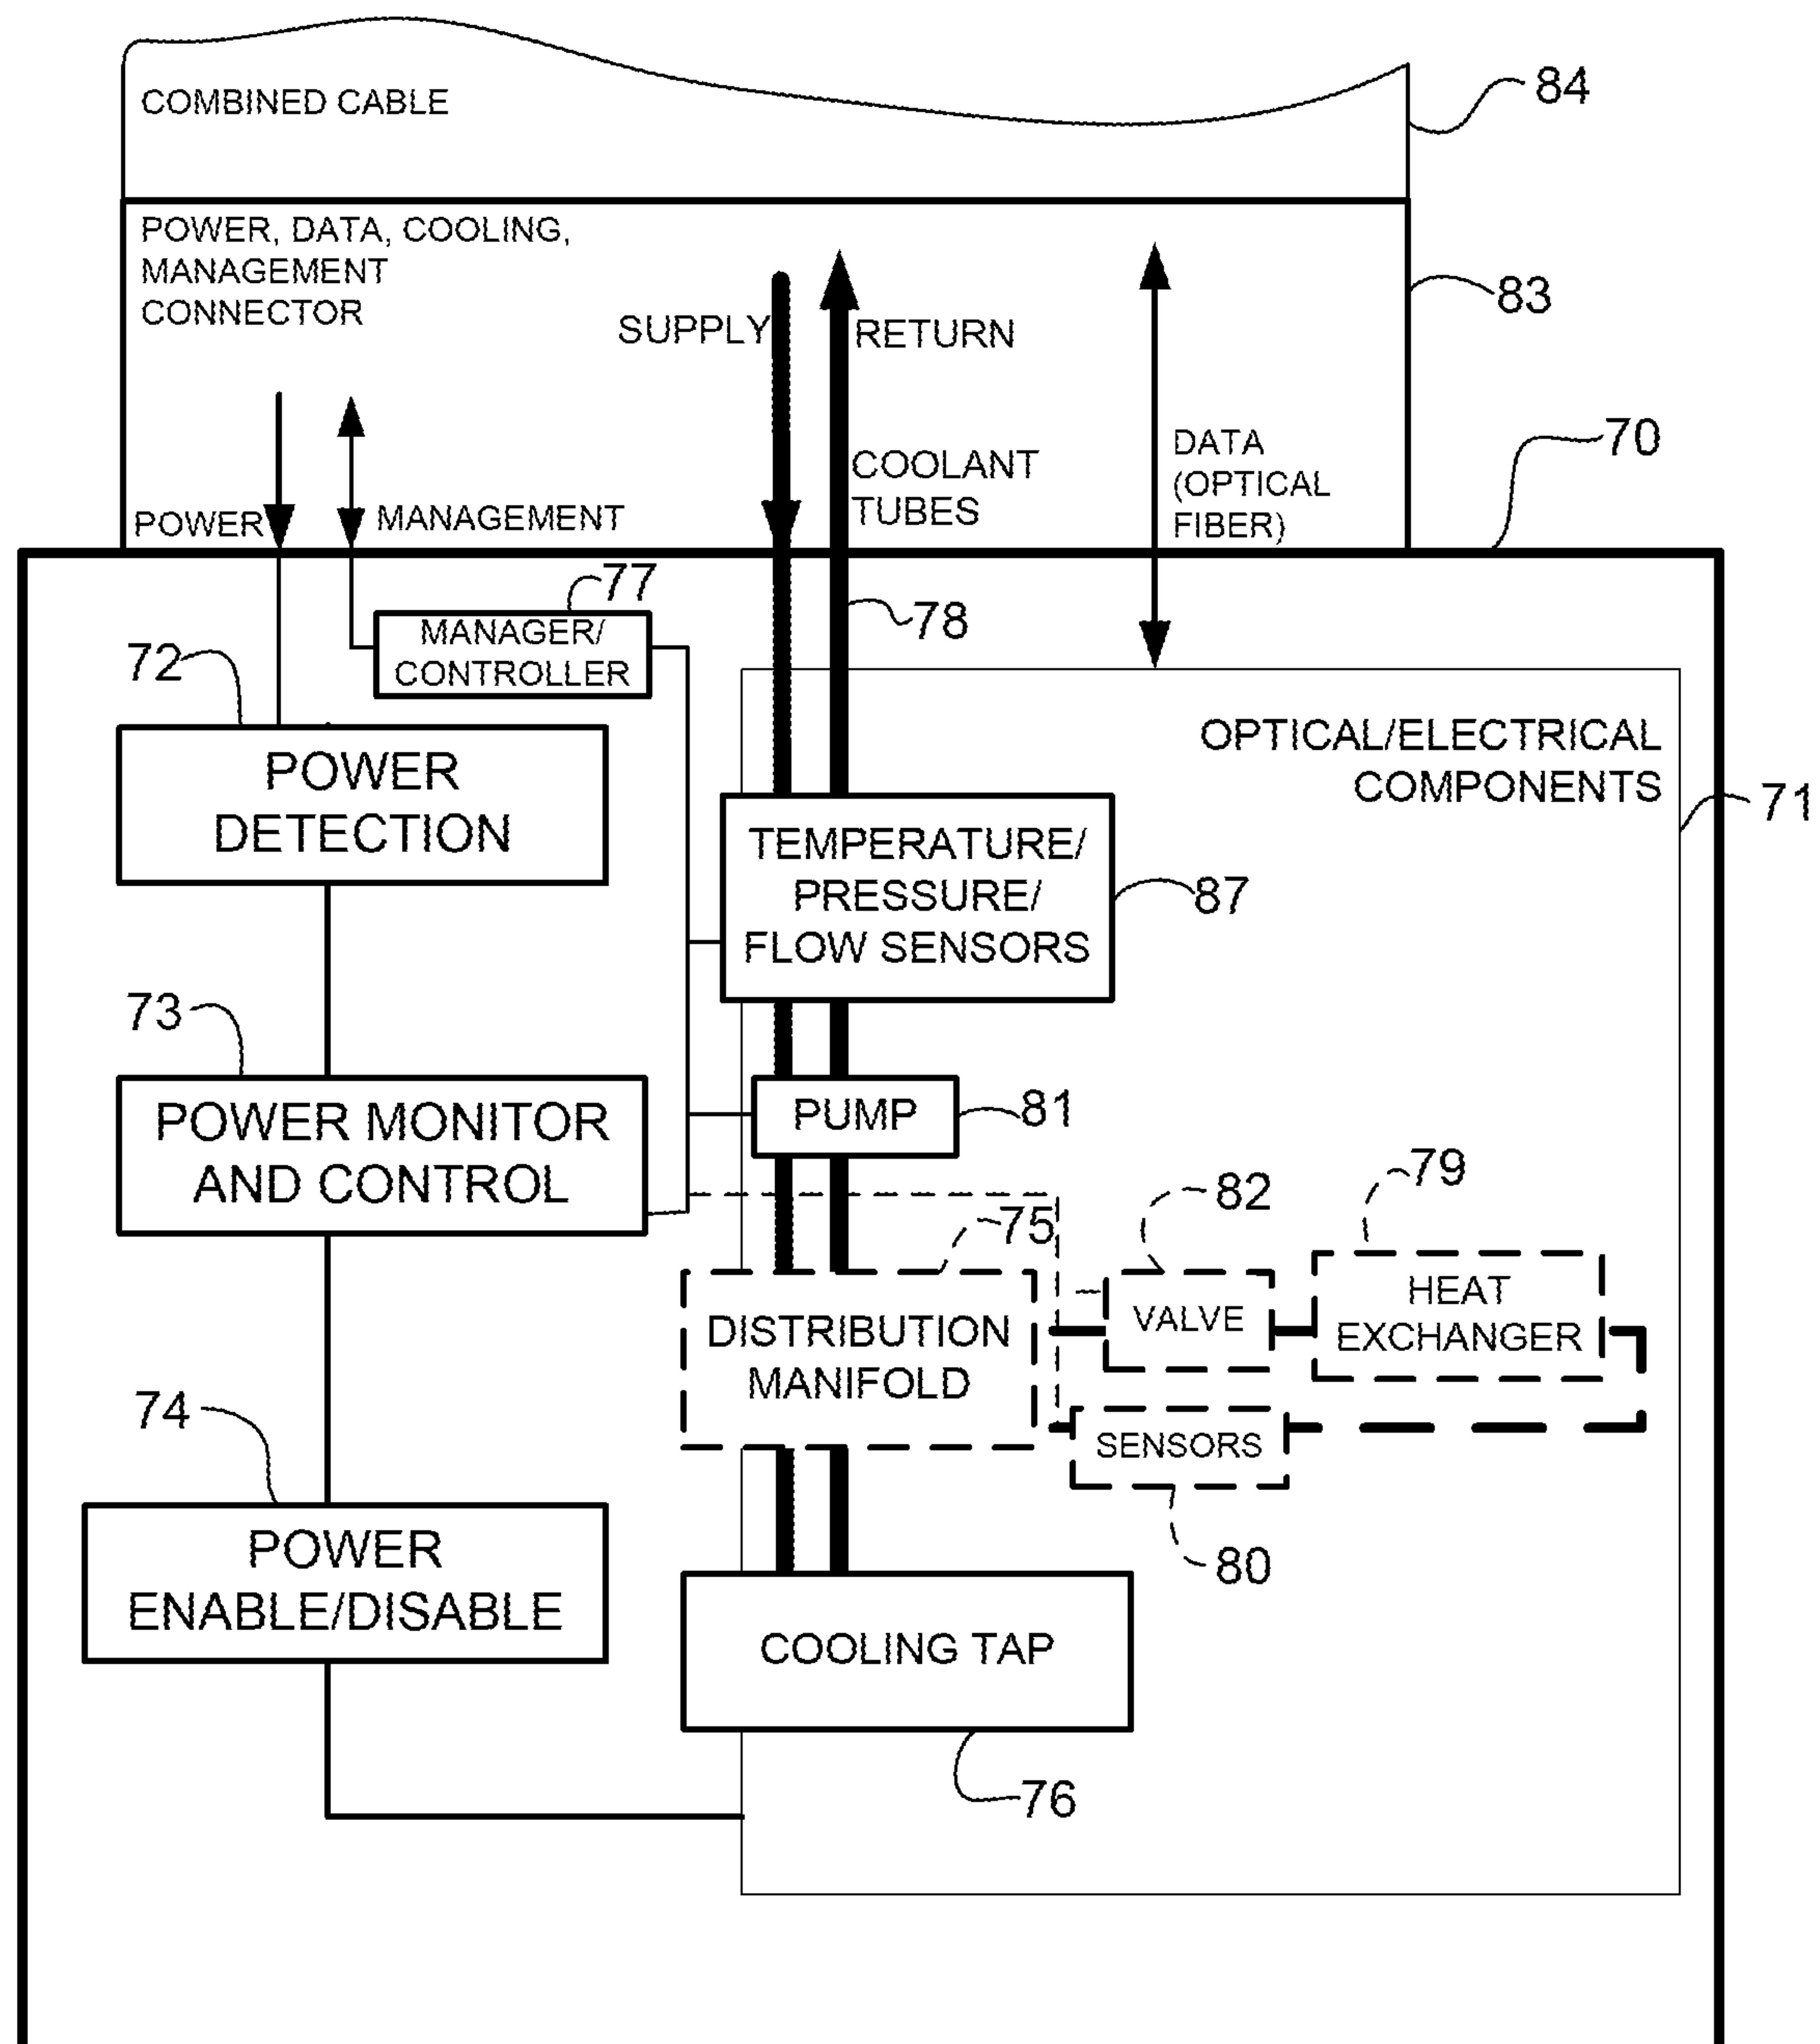 COMBINED CABLE
84
POWER, DATA, COOLING,
MANAGEMENT
CONNECTOR
83
SUPPLY
RETURN
70
DATA
(OPTICAL
FIBER)
COOLANT
TUBES
POWER
MANAGEMENT
77
78
MANAGER/
CONTROLLER
72
OPTICAL/ELECTRICAL
COMPONENTS
71
POWER
DETECTION
TEMPERATURE/
PRESSURE/
FLOW SENSORS
87
73
POWER MONITOR
AND CONTROL
PUMP
81
79
82
75
HEAT
EXCHANGER
VALVE
DISTRIBUTION
MANIFOLD
74
SENSORS
80
POWER
ENABLE/DISABLE
COOLING TAP
76